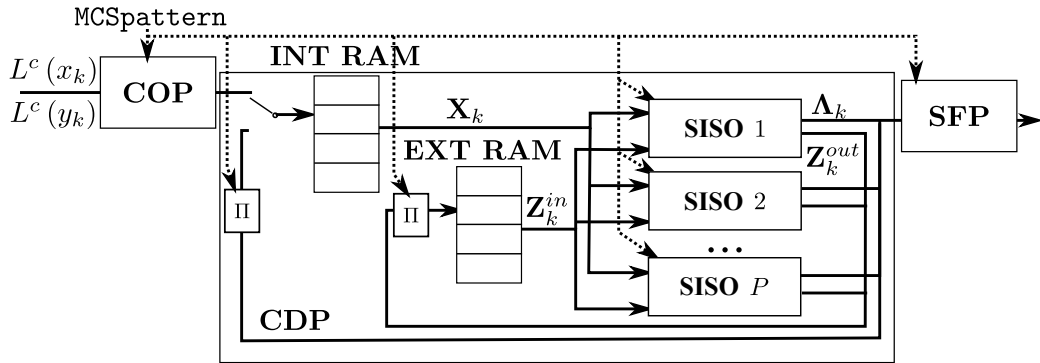 MCSpattern
INT RAM
L^c (x_k)
COP
L^c (y_k)
X_k
Λ_k
SISO 1
SFP
EXT RAM
Z_k^{out}
Π
Π
Z_k^{in}
SISO 2
...
SISO P
CDP